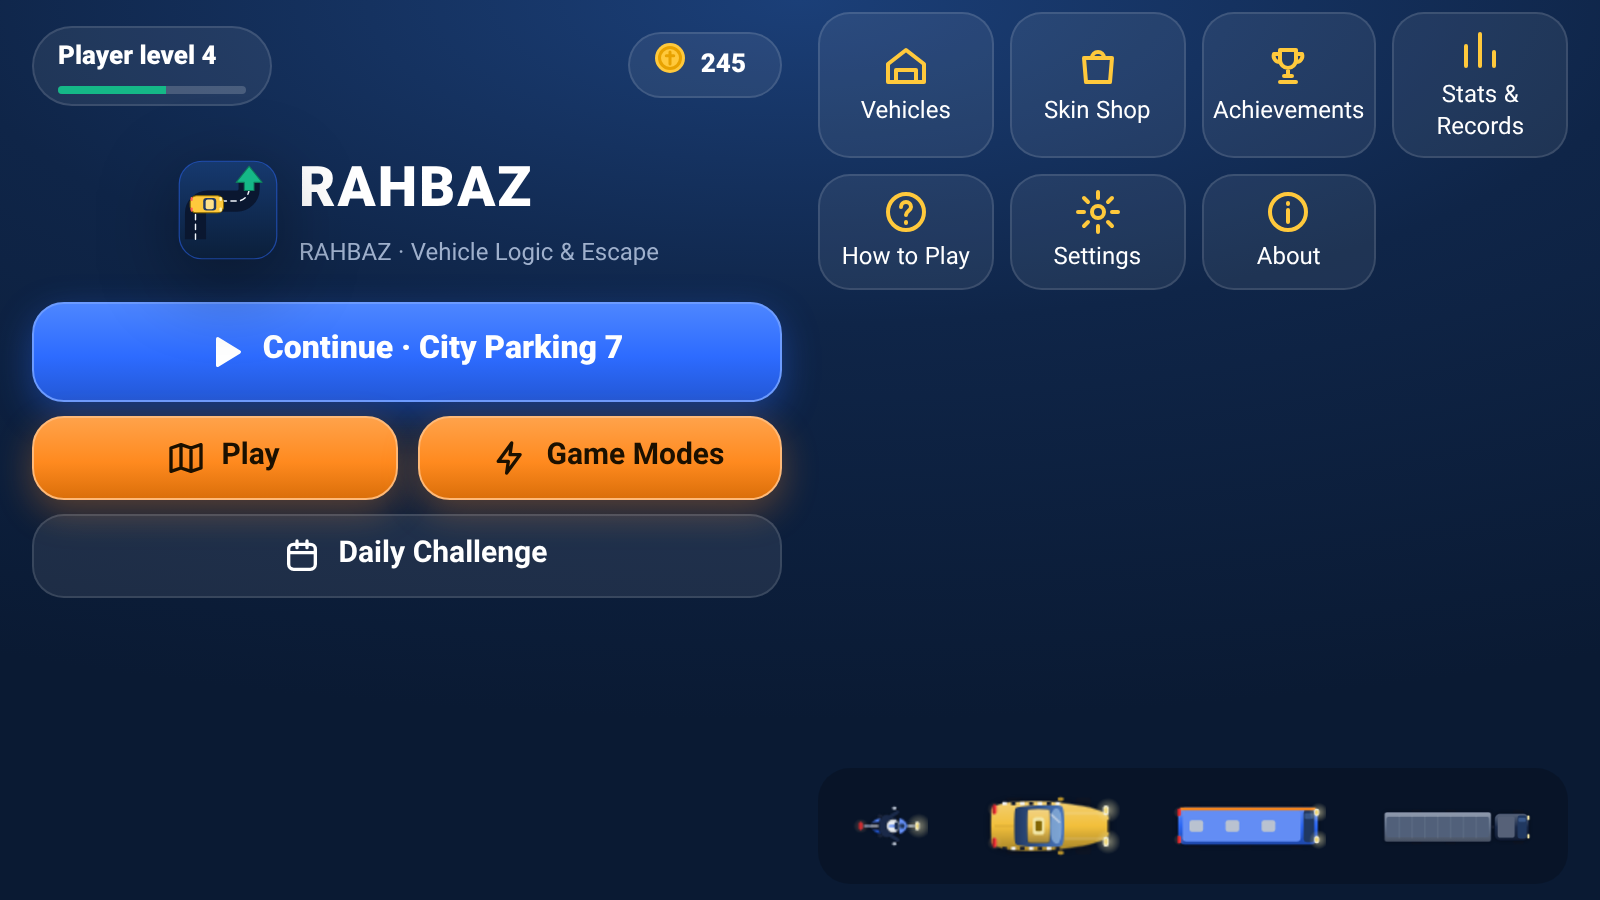 Player level 4
245
RAHBAZ
RAHBAZ · Vehicle Logic & Escape
Continue · City Parking 7
Play
Game Modes
Daily Challenge
Vehicles
Skin Shop
Achievements
Stats &
Records
How to Play
Settings
About